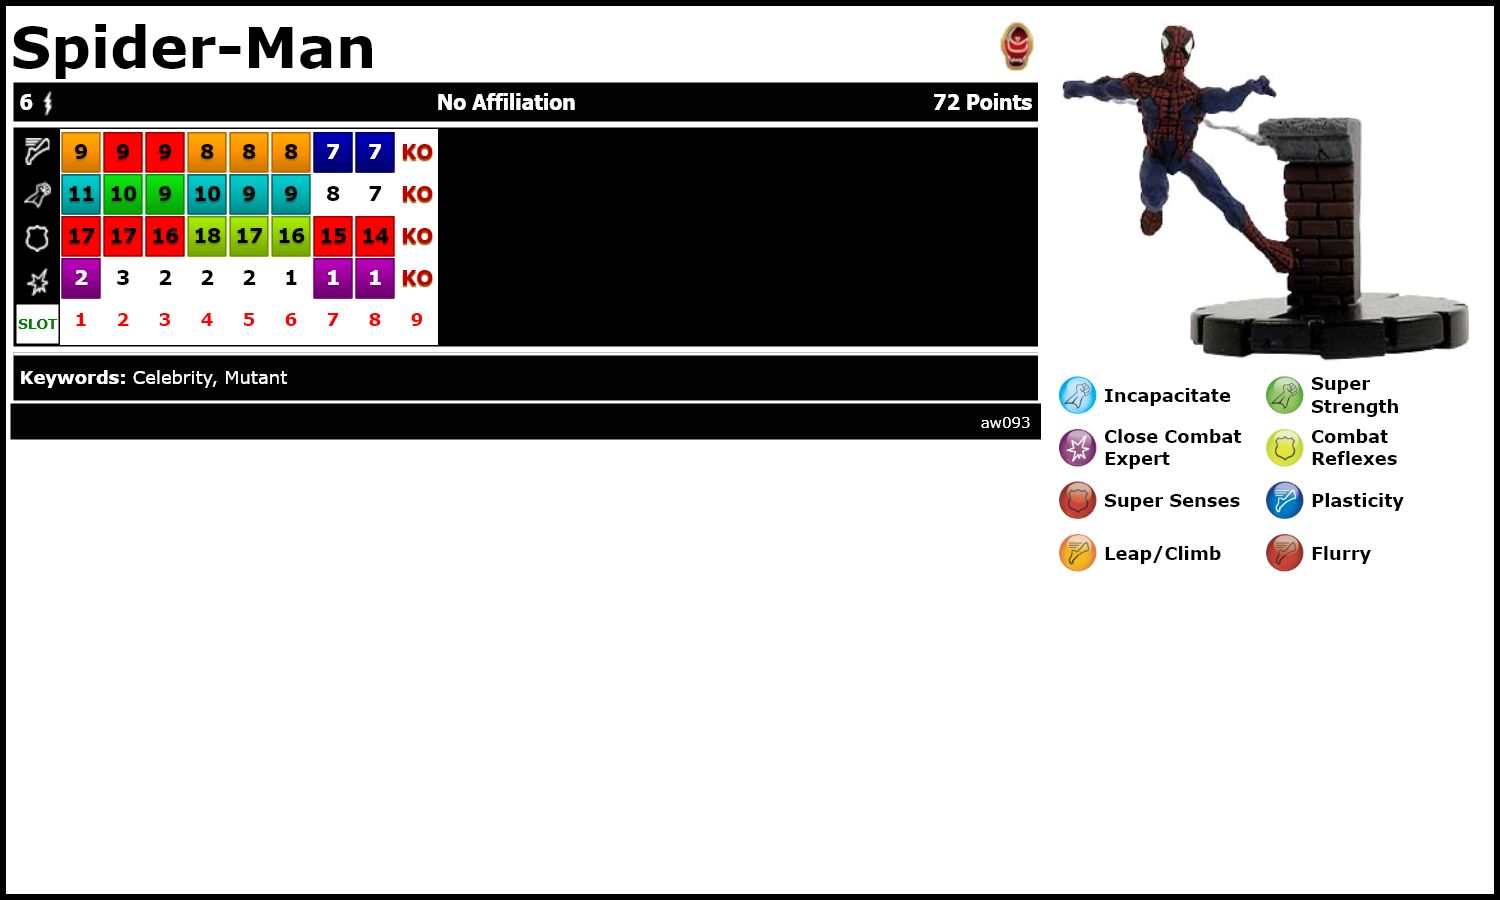 Spider-Man
6 No Affiliation 72 Points
9 9 9 8 8 8 7 7 KO
11 10 9 10 9 9 8 7 KO
17 17 16 18 17 16 15 14 KO
2 3 2 2 2 1 1 1 KO
SLOT 1 2 3 4 5 6 7 8 9
Keywords: Celebrity, Mutant
aw093
Incapacitate
Super
Strength
Close Combat
Expert
Combat
Reflexes
Super Senses
Plasticity
Leap/Climb
Flurry